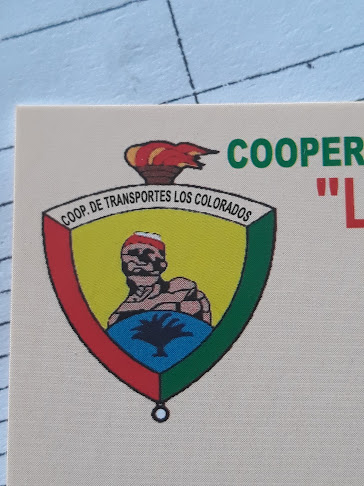 COOP. DE TRANSPORTES LOS COLORADOS
COOPER
"L